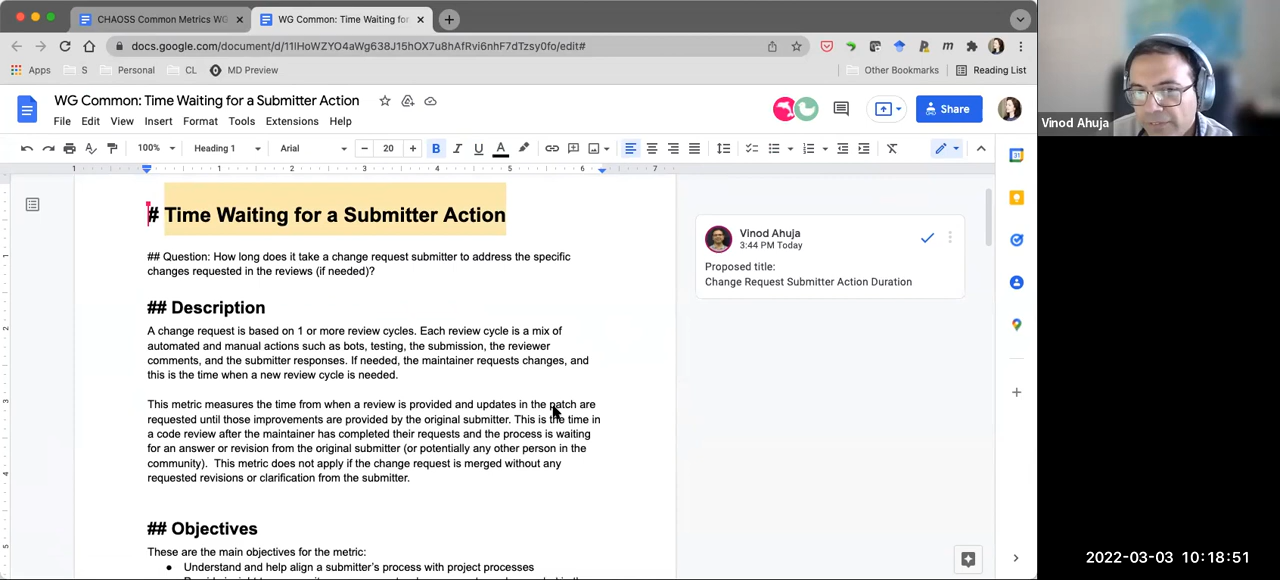 CHAOSS Common Metrics WG
WG Common: Time Waiting for
docs.google.com/document/d/11lHoWZYO4aWg638J15hOX7u8hAfRvi6nhF7dTzsy0fo/edit#
Apps
S
Personal
CL
MD Preview
Other Bookmarks
Reading List
WG Common: Time Waiting for a Submitter Action
Share
File Edit View Insert Format Tools Extensions Help
100%
Heading 1
Arial
20
1 1 2 3 4 5 6 7
# Time Waiting for a Submitter Action
## Question: How long does it take a change request submitter to address the specific
changes requested in the reviews (if needed)?
## Description
A change request is based on 1 or more review cycles. Each review cycle is a mix of
automated and manual actions such as bots, testing, the submission, the reviewer
comments, and the submitter responses. If needed, the maintainer requests changes, and
this is the time when a new review cycle is needed.
This metric measures the time from when a review is provided and updates in the patch are
requested until those improvements are provided by the original submitter. This is the time in
a code review after the maintainer has completed their requests and the process is waiting
for an answer or revision from the original submitter (or potentially any other person in the
community). This metric does not apply if the change request is merged without any
requested revisions or clarification from the submitter.
## Objectives
These are the main objectives for the metric:
● Understand and help align a submitter's process with project processes
Vinod Ahuja
3:44 PM Today
Proposed title:
Change Request Submitter Action Duration
Vinod Ahuja
2022-03-03 10:18:51